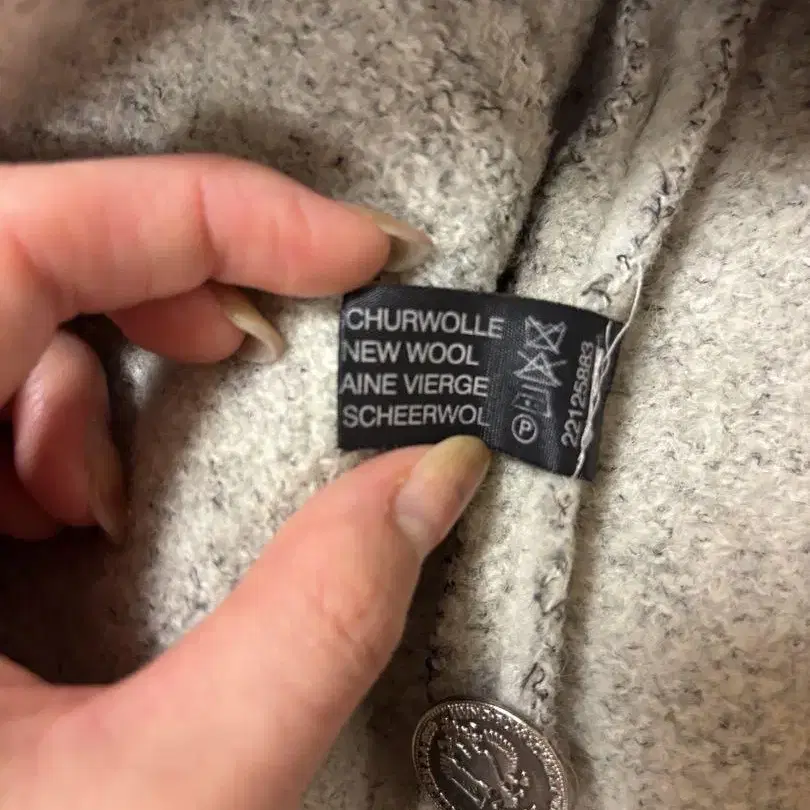 CHURWOLLE
NEW WOOL
AINE VIERGE
SCHEERWOL
P
22125883